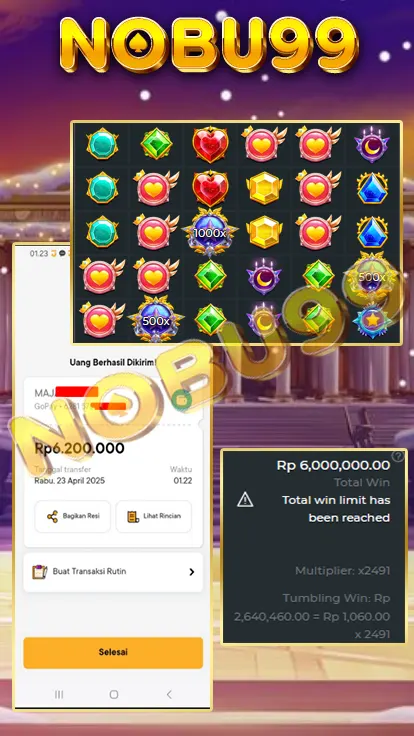 NOBU99
1000x
500x
500x
NOBU99
01.23
Uang Berhasil Dikirim!
MAJ
Rp6.200.000
Tanggal transfer
Waktu
Rabu, 23 April 2025
01.22
Bagikan Resi
Lihat Rincian
Buat Transaksi Rutin
Selesai
Rp 6,000,000.00
Total Win
Total win limit has
been reached
Multiplier: x2491
Tumbling Win: Rp
2,640,460.00 = Rp 1,060.00
x 2491